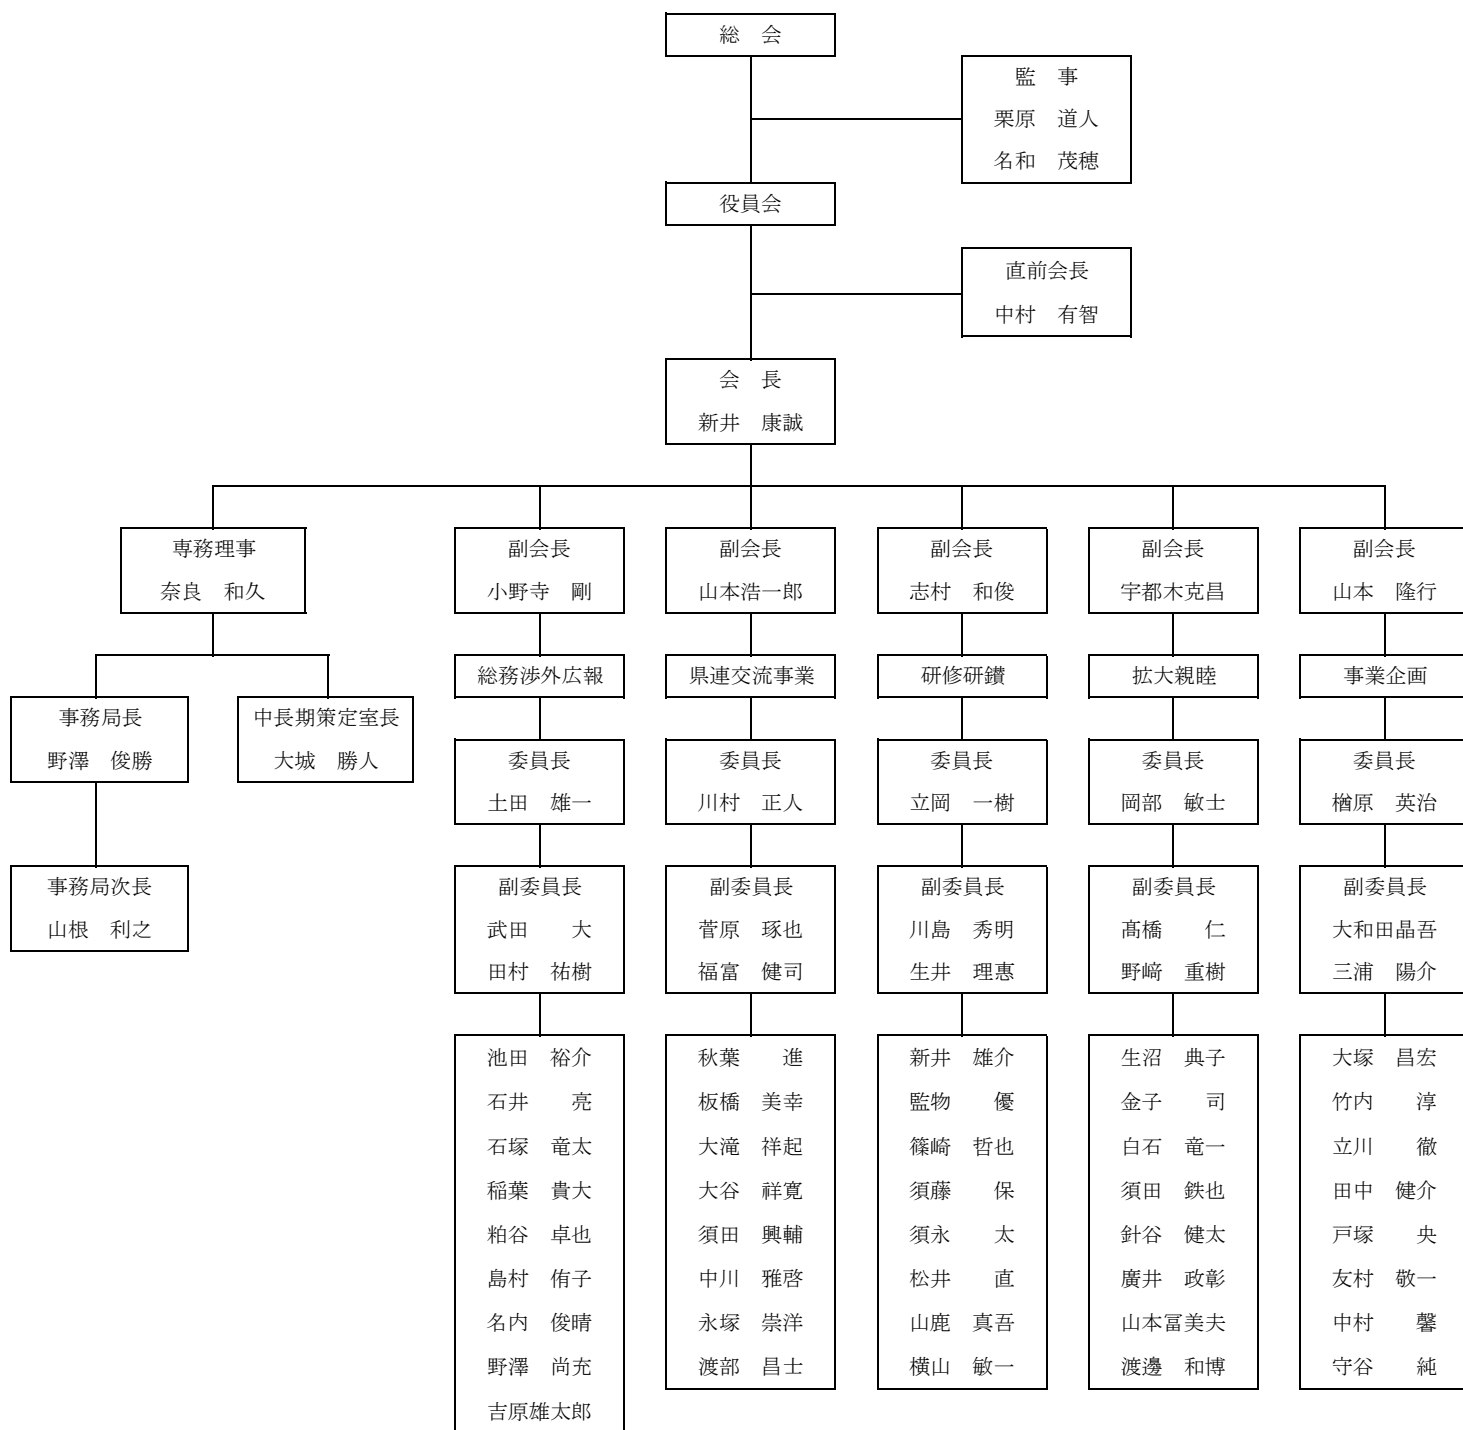 総　会
監　事
栗原　道人
名和　茂穂
役員会
直前会長
中村　有智
会　長
新井　康誠
専務理事
奈良　和久
事務局長
野澤　俊勝
中長期策定室長
大城　勝人
事務局次長
山根　利之
副会長
小野寺　剛
総務渉外広報
委員長
土田　雄一
副委員長
武田　　大
田村　祐樹
池田　裕介
石井　　亮
石塚　竜太
稲葉　貴大
粕谷　卓也
島村　侑子
名内　俊晴
野澤　尚充
吉原雄太郎
副会長
山本浩一郎
県連交流事業
委員長
川村　正人
副委員長
菅原　琢也
福富　健司
秋葉　　進
板橋　美幸
大滝　祥起
大谷　祥寛
須田　興輔
中川　雅啓
永塚　崇洋
渡部　昌士
副会長
志村　和俊
研修研鑽
委員長
立岡　一樹
副委員長
川島　秀明
生井　理惠
新井　雄介
監物　　優
篠崎　哲也
須藤　　保
須永　　太
松井　　直
山鹿　真吾
横山　敏一
副会長
宇都木克昌
拡大親睦
委員長
岡部　敏士
副委員長
髙橋　　仁
野﨑　重樹
生沼　典子
金子　　司
白石　竜一
須田　鉄也
針谷　健太
廣井　政彰
山本冨美夫
渡邊　和博
副会長
山本　隆行
事業企画
委員長
楢原　英治
副委員長
大和田晶吾
三浦　陽介
大塚　昌宏
竹内　　淳
立川　　徹
田中　健介
戸塚　　央
友村　敬一
中村　　馨
守谷　　純